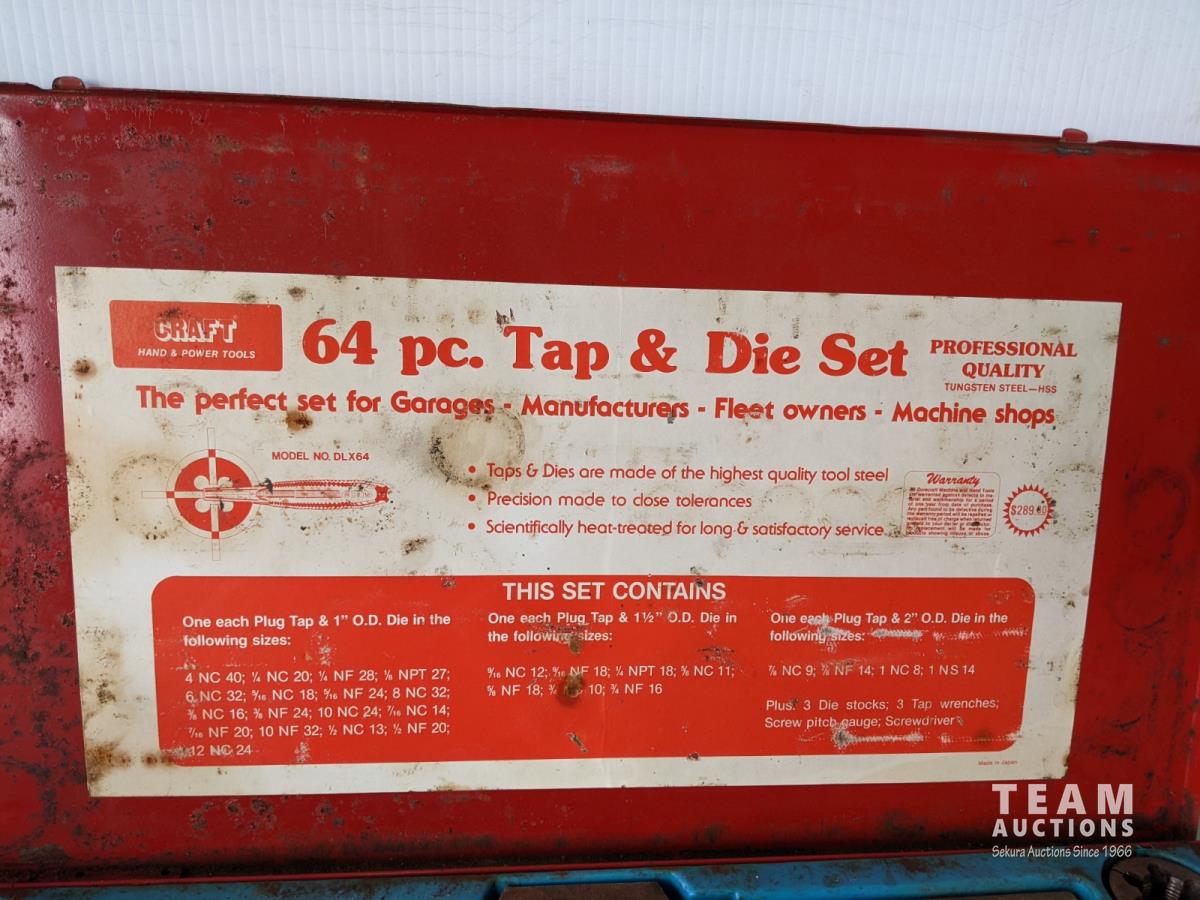 CRAFT
HAND & POWER TOOLS
64 pc. Tap & Die Set
PROFESSIONAL
QUALITY
TUNGSTEN STEEL—HSS
The perfect set for Garages - Manufacturers - Fleet owners - Machine shops
MODEL NO. DLX64
• Taps & Dies are made of the highest quality tool steel
• Precision made to close tolerances
• Scientifically heat-treated for long & satisfactory service
Warranty
THIS SET CONTAINS
One each Plug Tap & 1" O.D. Die in the
following sizes:
4 NC 40; ¼ NC 20; ¼ NF 28; ⅛ NPT 27;
6 NC 32; ⁵⁄₁₆ NC 18; ⁵⁄₁₆ NF 24; 8 NC 32;
⅜ NC 16; ⅜ NF 24; 10 NC 24; ⁷⁄₁₆ NC 14;
⁷⁄₁₆ NF 20; 10 NF 32; ½ NC 13; ½ NF 20;
12 NC 24
One each Plug Tap & 1½" O.D. Die in
the following sizes:
⁹⁄₁₆ NC 12; ⁹⁄₁₆ NF 18; ¼ NPT 18; ⅝ NC 11;
⅝ NF 18; ¾ 10; ¾ NF 16
One each Plug Tap & 2" O.D. Die in the
following sizes:
⅞ NC 9; ⅞ NF 14; 1 NC 8; 1 NS 14
Plus: 3 Die stocks; 3 Tap wrenches;
Screw pitch gauge; Screwdriver
Made in Japan
TEAM
AUCTIONS
Sekura Auctions Since 1966